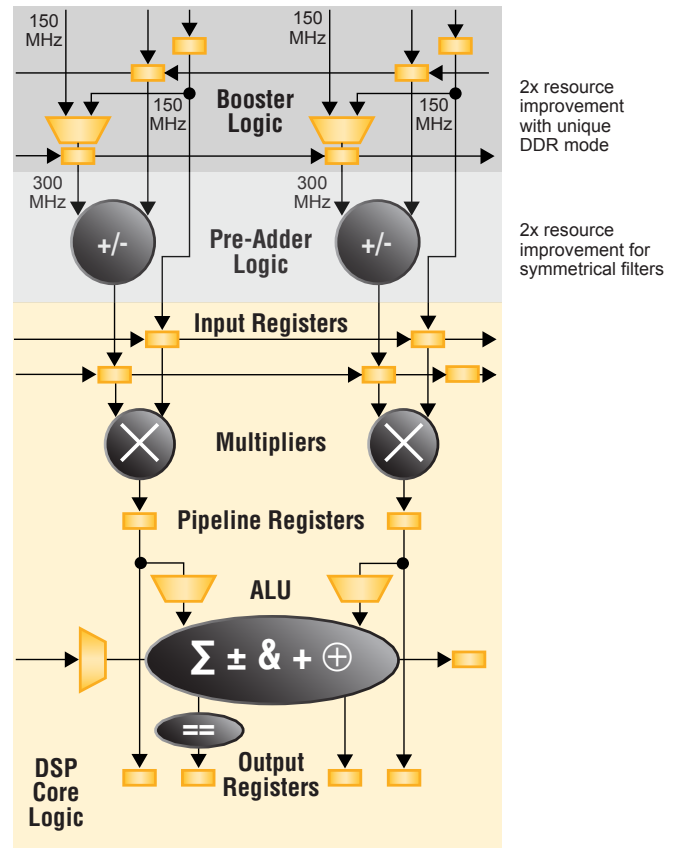 150
MHz
150
MHz
150
MHz
Booster
Logic
150
MHz
2x resource
improvement
with unique
DDR mode
300
MHz
300
MHz
+/-
Pre-Adder
Logic
+/-
2x resource
improvement for
symmetrical filters
Input Registers
Multipliers
Pipeline Registers
ALU
Σ ± & + ⊕
==
DSP
Core
Logic
Output
Registers